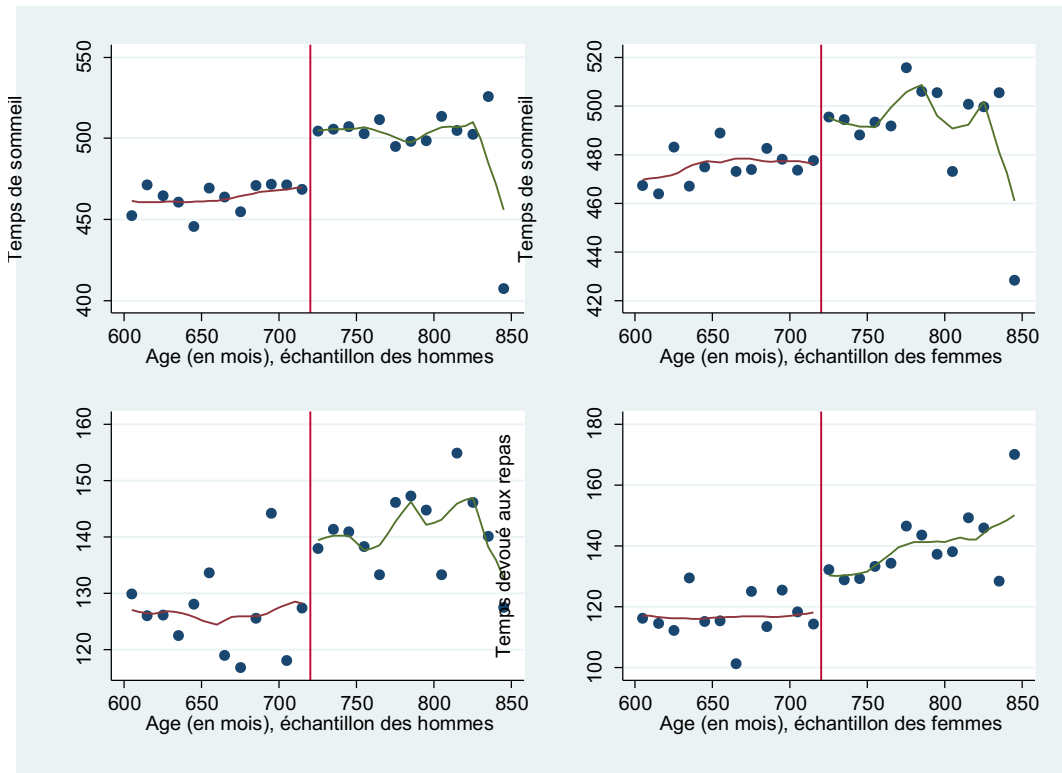 Temps de sommeil
400 450 500 550
600 650 700 750 800 850
Age (en mois), échantillon des hommes
Temps de sommeil
420 440 460 480 500 520
600 650 700 750 800 850
Age (en mois), échantillon des femmes
120 130 140 150 160
600 650 700 750 800 850
Age (en mois), échantillon des hommes
Temps devoué aux repas
100 120 140 160 180
600 650 700 750 800 850
Age (en mois), échantillon des femmes